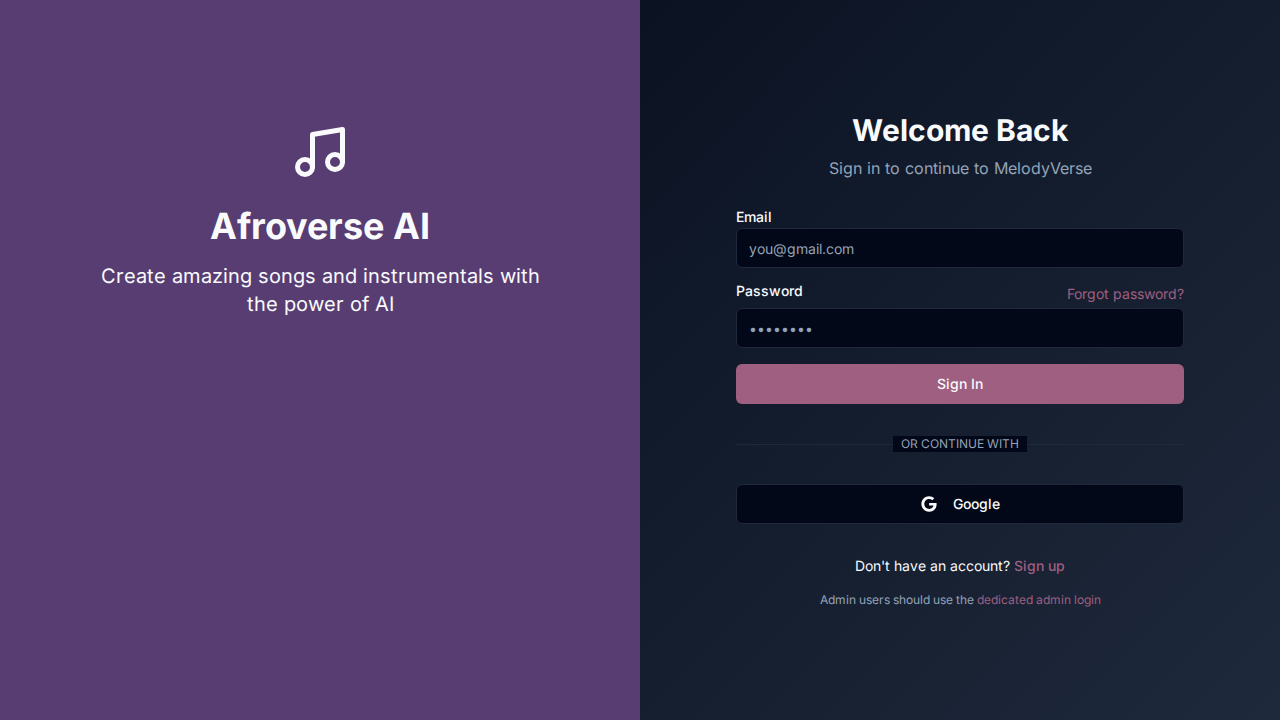 Afroverse AI
Create amazing songs and instrumentals with
the power of AI
Welcome Back
Sign in to continue to MelodyVerse
Email
you@gmail.com
Password
Forgot password?
••••••••
Sign In
OR CONTINUE WITH
Google
Don't have an account? Sign up
Admin users should use the dedicated admin login